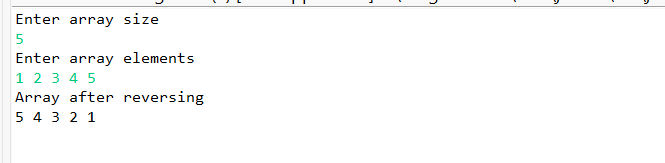 Enter array size
5
Enter array elements
1 2 3 4 5
Array after reversing
5 4 3 2 1